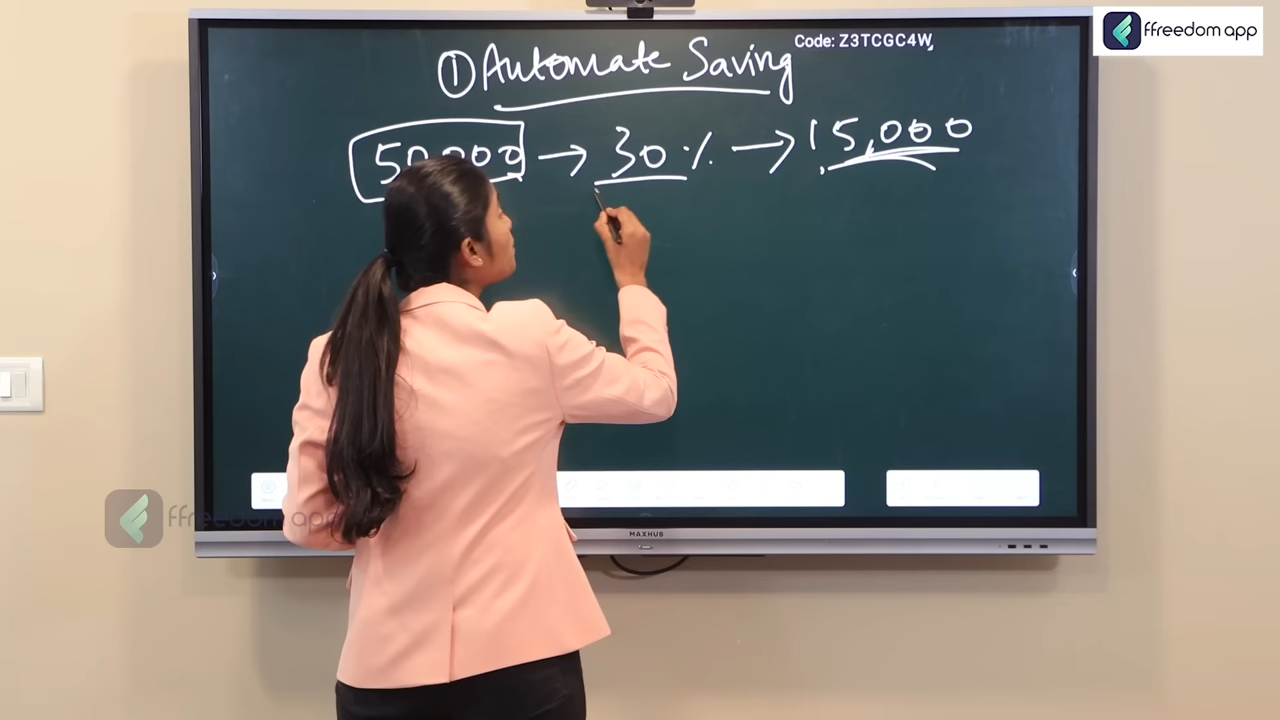 Code: Z3TCGC4W,
ffreedom app
① Automate Saving
50,000 → 30% → 15,000
ffreedom app
MAXHUB